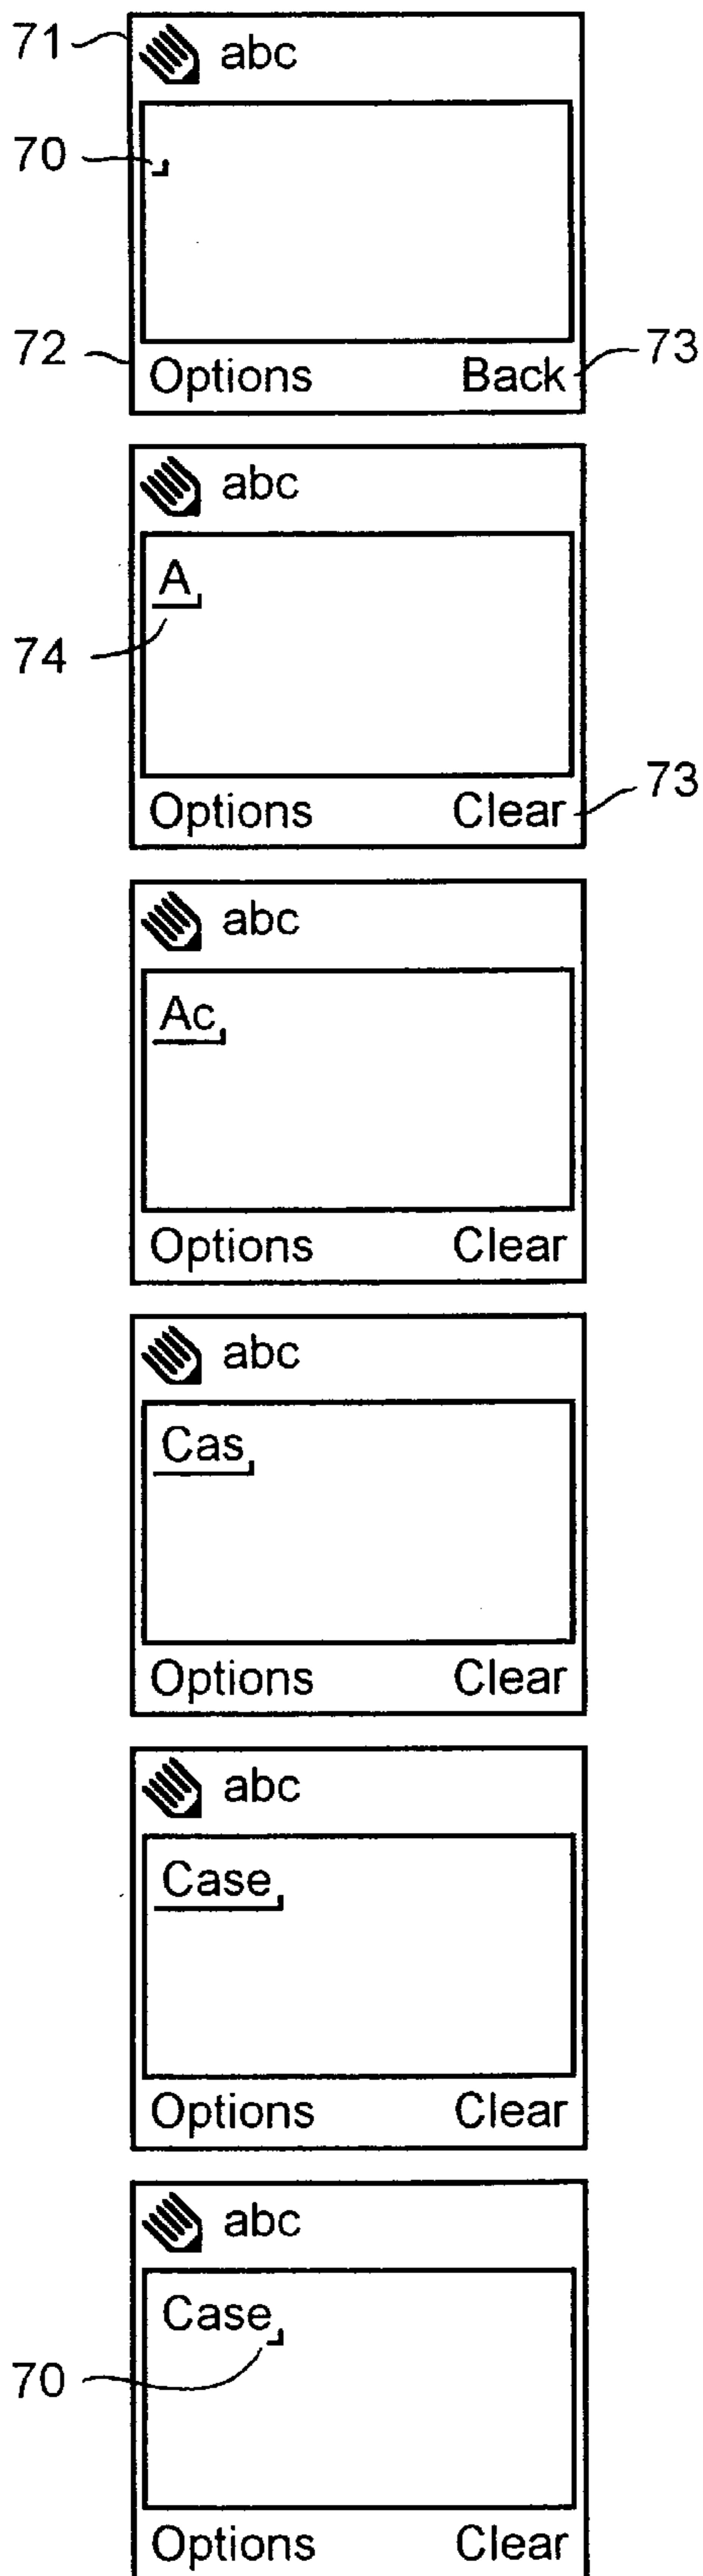 71 abc
70
72 Options Back 73
abc
A
74
73
Options Clear
abc
Ac
Options Clear
abc
Cas
Options Clear
abc
Case
Options Clear
abc
Case
70
Options Clear